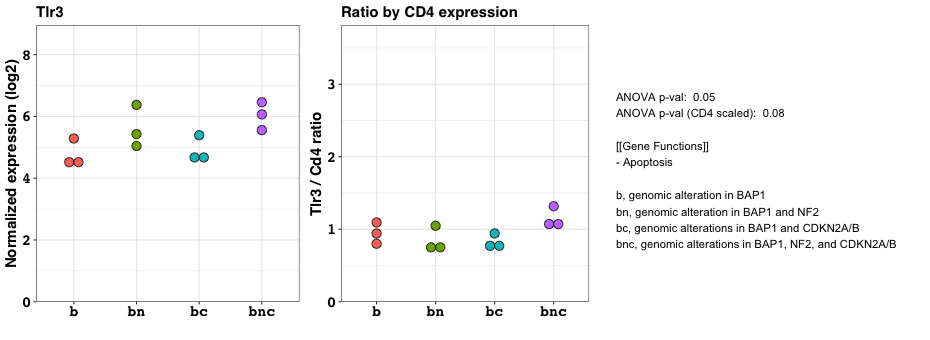 Tlr3
Normalized expression (log2)
8
6
4
2
0
b bn bc bnc
Ratio by CD4 expression
Tlr3 / Cd4 ratio
3
2
1
0
b bn bc bnc
ANOVA p-val: 0.05
ANOVA p-val (CD4 scaled): 0.08
[[Gene Functions]]
- Apoptosis
b, genomic alteration in BAP1
bn, genomic alteration in BAP1 and NF2
bc, genomic alterations in BAP1 and CDKN2A/B
bnc, genomic alterations in BAP1, NF2, and CDKN2A/B